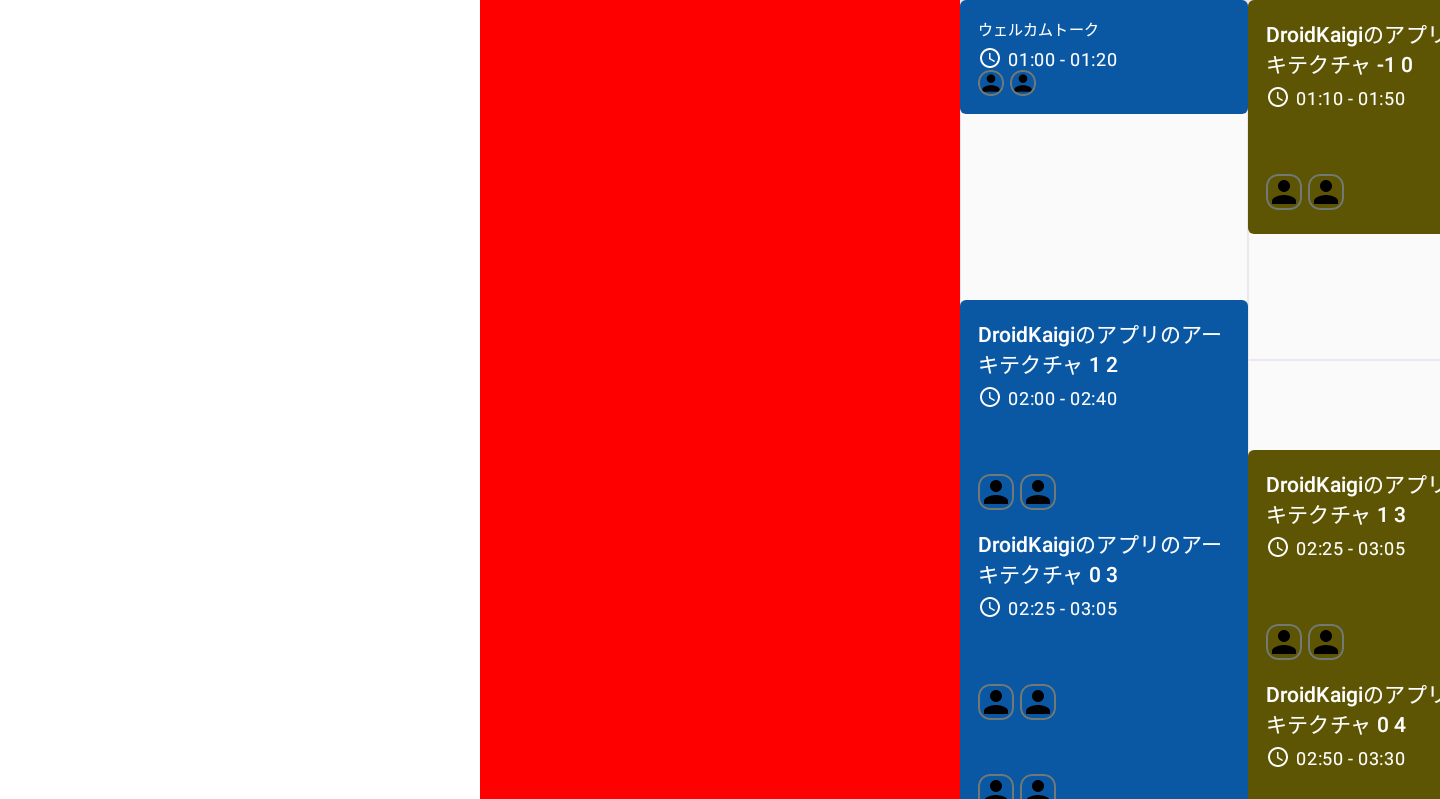 ウェルカムトーク
01:00 - 01:20
DroidKaigiのアプリのアー
キテクチャ 1 2
02:00 - 02:40
DroidKaigiのアプリのアー
キテクチャ 0 3
02:25 - 03:05
DroidKaigiのアプリ
キテクチャ -1 0
01:10 - 01:50
DroidKaigiのアプリ
キテクチャ 1 3
02:25 - 03:05
DroidKaigiのアプリ
キテクチャ 0 4
02:50 - 03:30